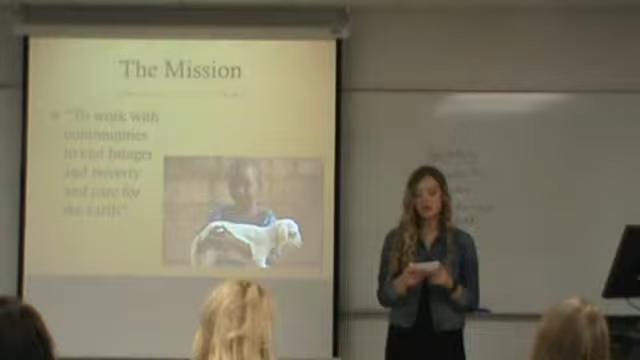 The Mission
"To work with
communities
to end hunger
and poverty
and care for
the earth"